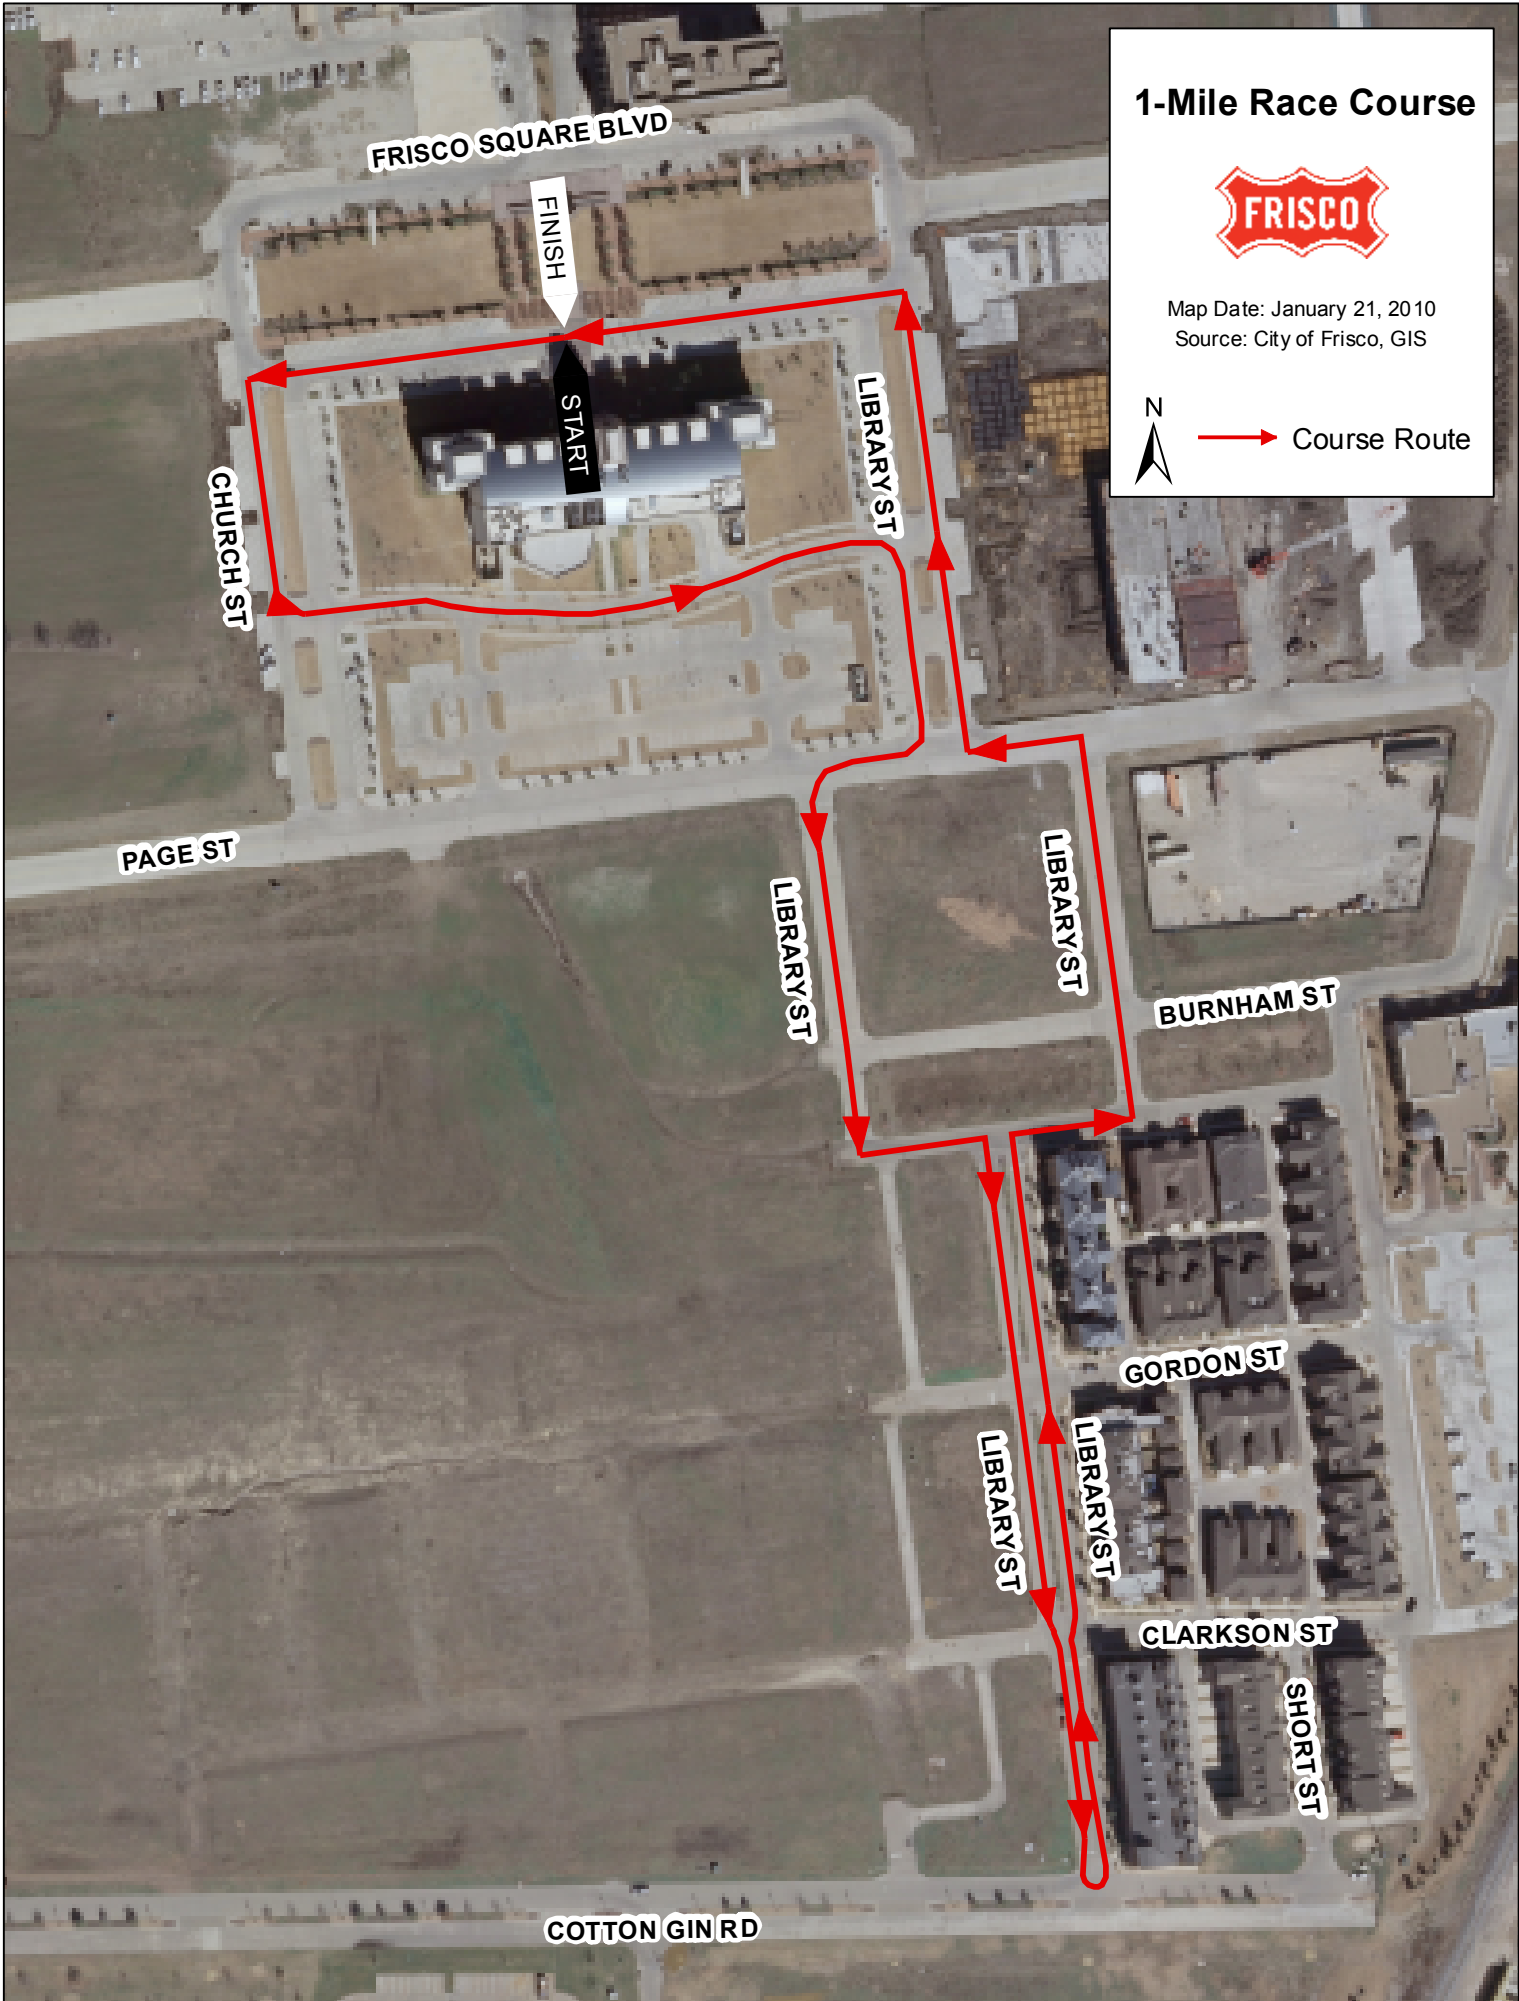 1-Mile Race Course
FRISCO
Map Date: January 21, 2010
Source: City of Frisco, GIS
N
Course Route
FRISCO SQUARE BLVD
FINISH
START
LIBRARY ST
CHURCH ST
PAGE ST
LIBRARY ST
LIBRARY ST
BURNHAM ST
GORDON ST
LIBRARY ST
LIBRARY ST
CLARKSON ST
SHORT ST
COTTON GIN RD